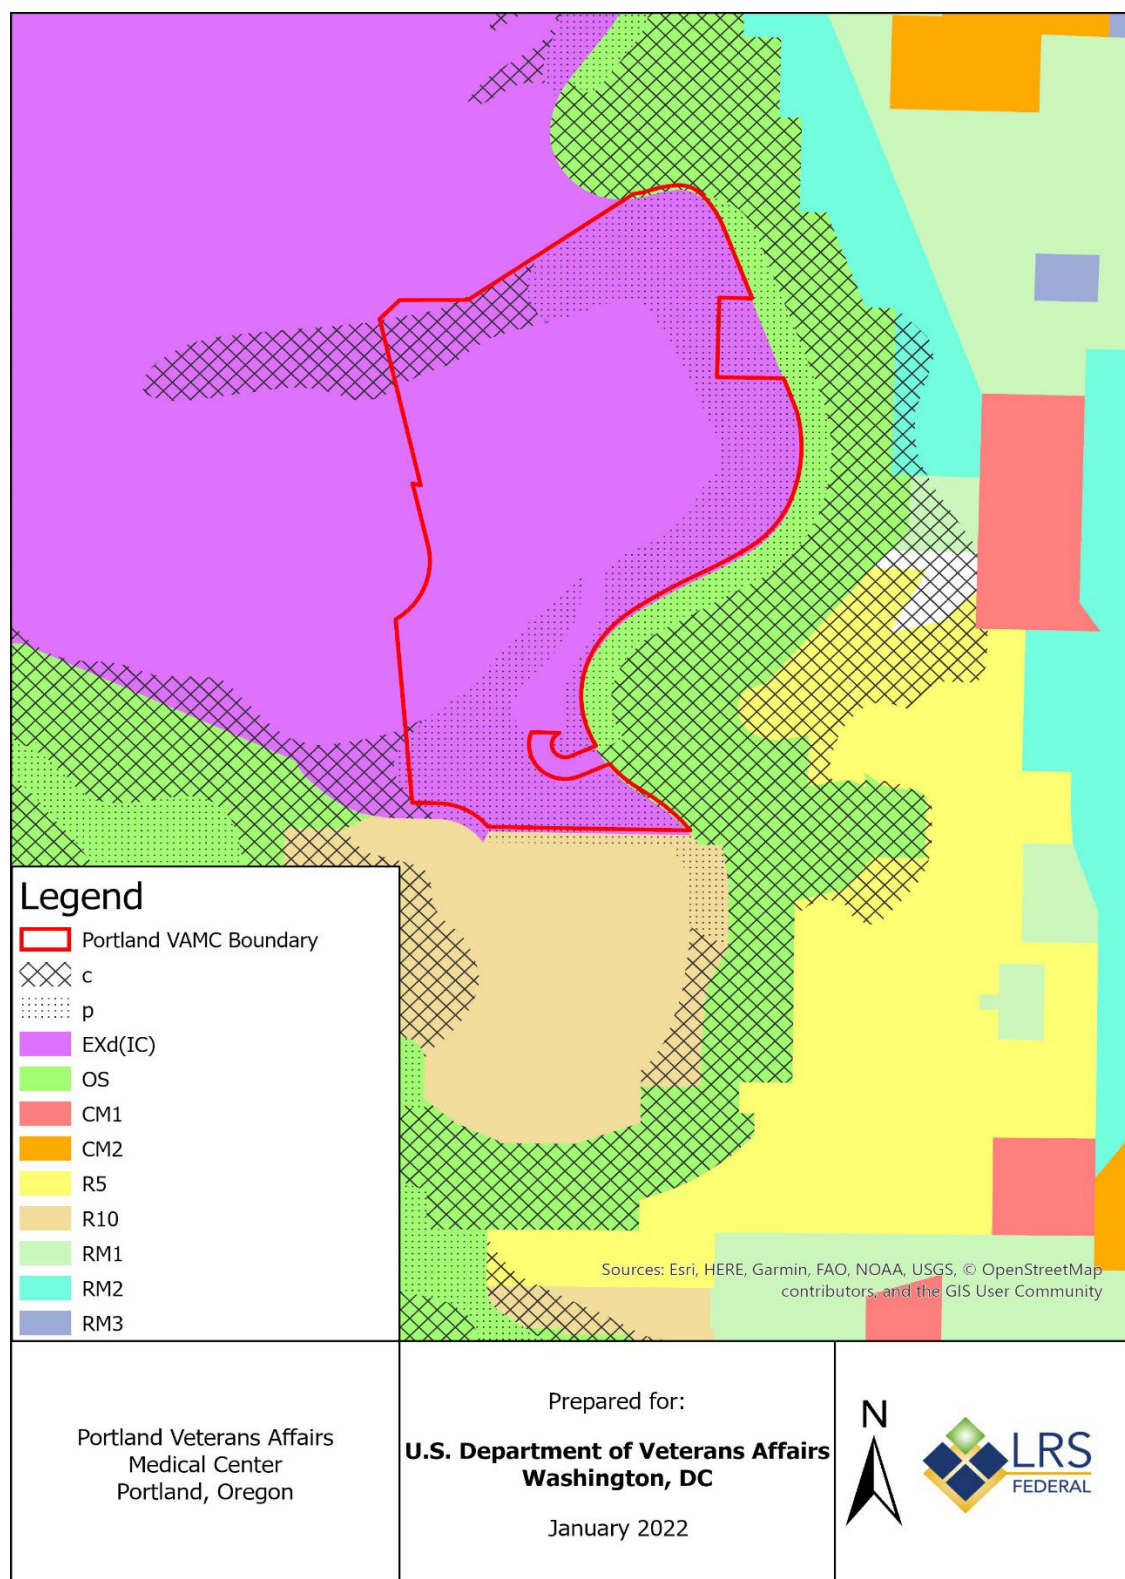 Legend
Portland VAMC Boundary
c
p
EXd(IC)
OS
CM1
CM2
R5
R10
RM1
RM2
RM3
Sources: Esri, HERE, Garmin, FAO, NOAA, USGS, © OpenStreetMap
contributors, and the GIS User Community
Portland Veterans Affairs
Medical Center
Portland, Oregon
Prepared for:
U.S. Department of Veterans Affairs
Washington, DC
January 2022
N
LRS
FEDERAL